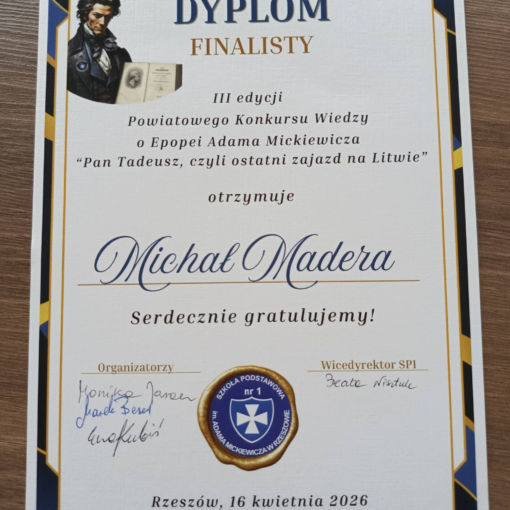 DYPLOM
FINALISTY
III edycji
Powiatowego Konkursu Wiedzy
o Epopei Adama Mickiewicza
“Pan Tadeusz, czyli ostatni zajazd na Litwie”
otrzymuje
Michał Madera
Serdecznie gratulujemy!
Organizatorzy
Wicedyrektor SP1
Beata
Monika
Marek
SZKOŁA PODSTAWOWA
nr 1
im. ADAMA MICKIEWICZA W RZESZOWIE
Rzeszów, 16 kwietnia 2026